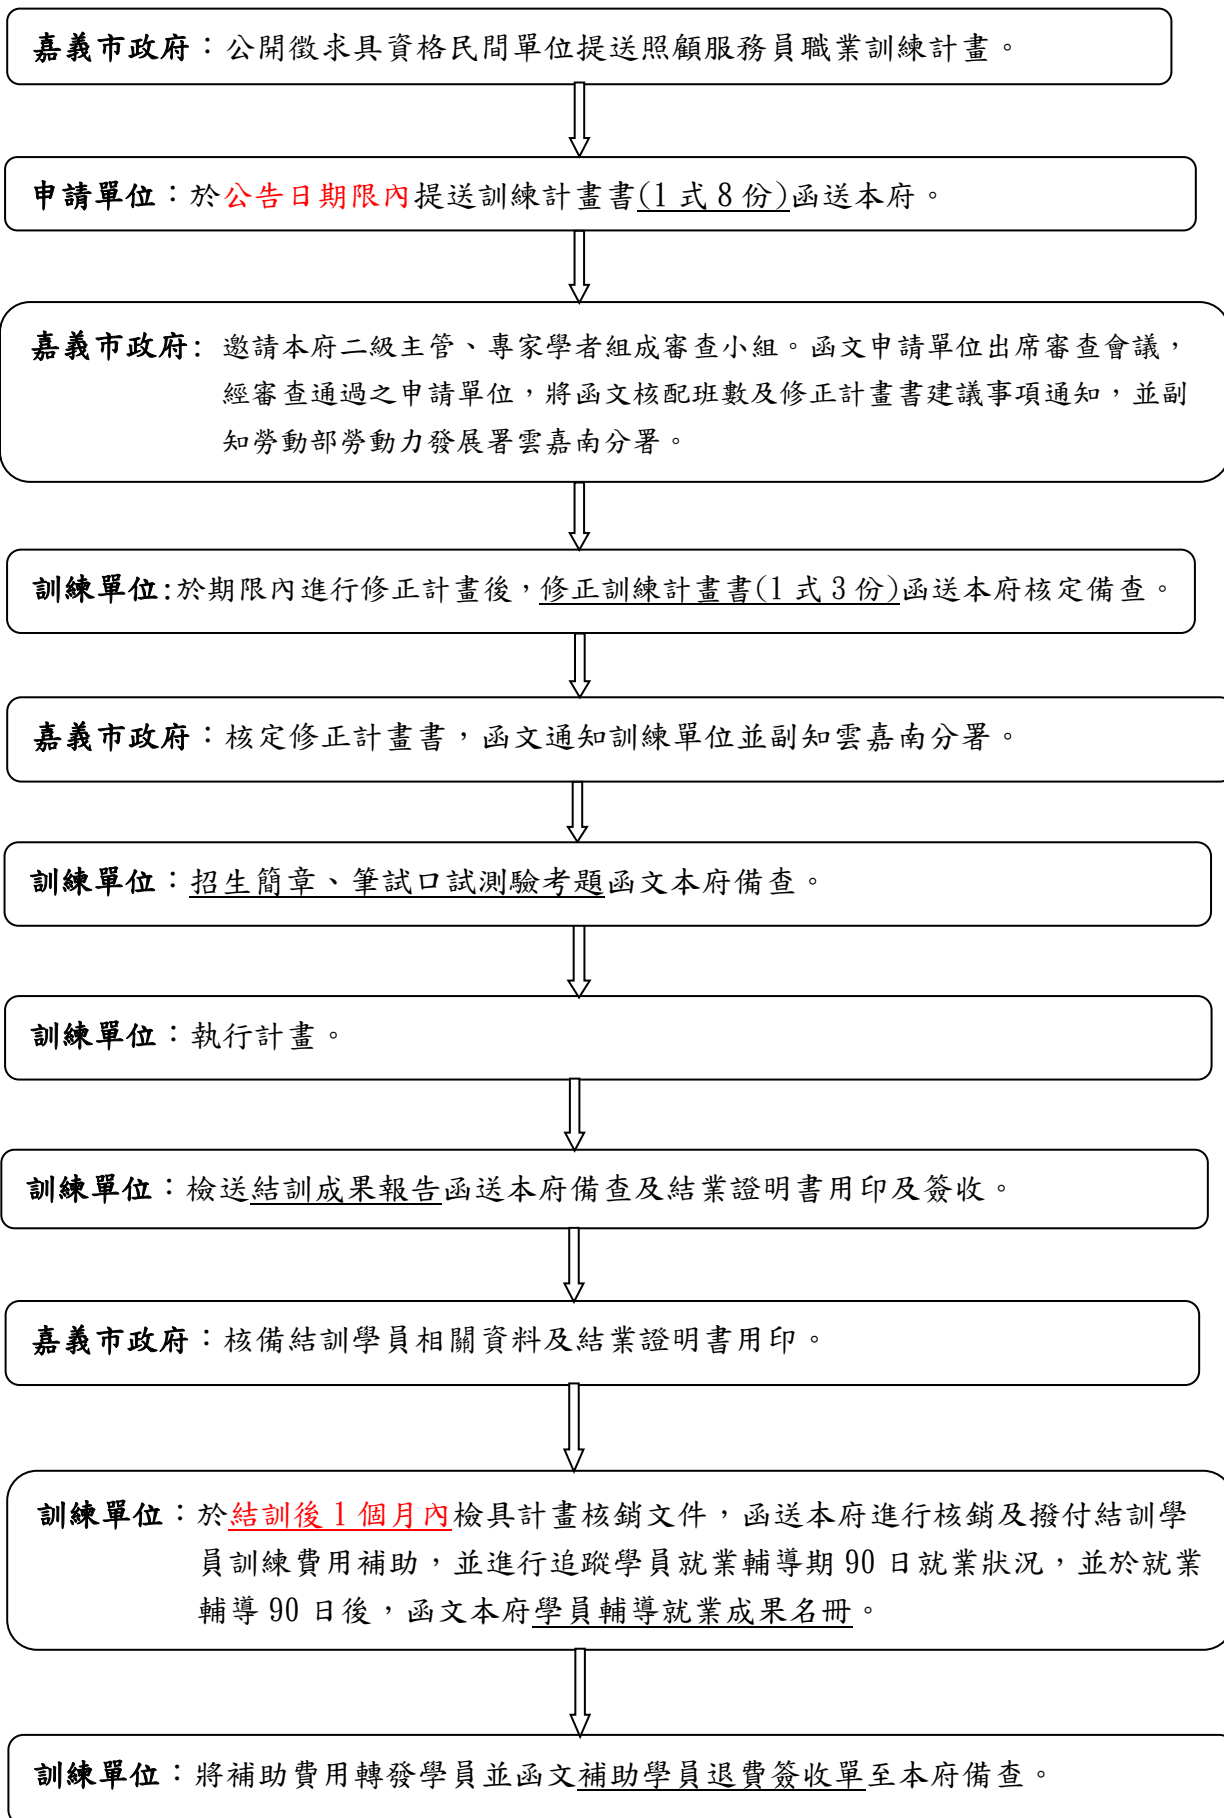 嘉義市政府：公開徵求具資格民間單位提送照顧服務員職業訓練計畫。
申請單位：於公告日期限內提送訓練計畫書(1 式 8 份)函送本府。
嘉義市政府: 邀請本府二級主管、專家學者組成審查小組。函文申請單位出席審查會議，
經審查通過之申請單位，將函文核配班數及修正計畫書建議事項通知，並副
知勞動部勞動力發展署雲嘉南分署。
訓練單位:於期限內進行修正計畫後，修正訓練計畫書(1 式 3 份)函送本府核定備查。
嘉義市政府：核定修正計畫書，函文通知訓練單位並副知雲嘉南分署。
訓練單位：招生簡章、筆試口試測驗考題函文本府備查。
訓練單位：執行計畫。
訓練單位：檢送結訓成果報告函送本府備查及結業證明書用印及簽收。
嘉義市政府：核備結訓學員相關資料及結業證明書用印。
訓練單位：於結訓後 1 個月內檢具計畫核銷文件，函送本府進行核銷及撥付結訓學
員訓練費用補助，並進行追蹤學員就業輔導期 90 日就業狀況，並於就業
輔導 90 日後，函文本府學員輔導就業成果名冊。
訓練單位：將補助費用轉發學員並函文補助學員退費簽收單至本府備查。